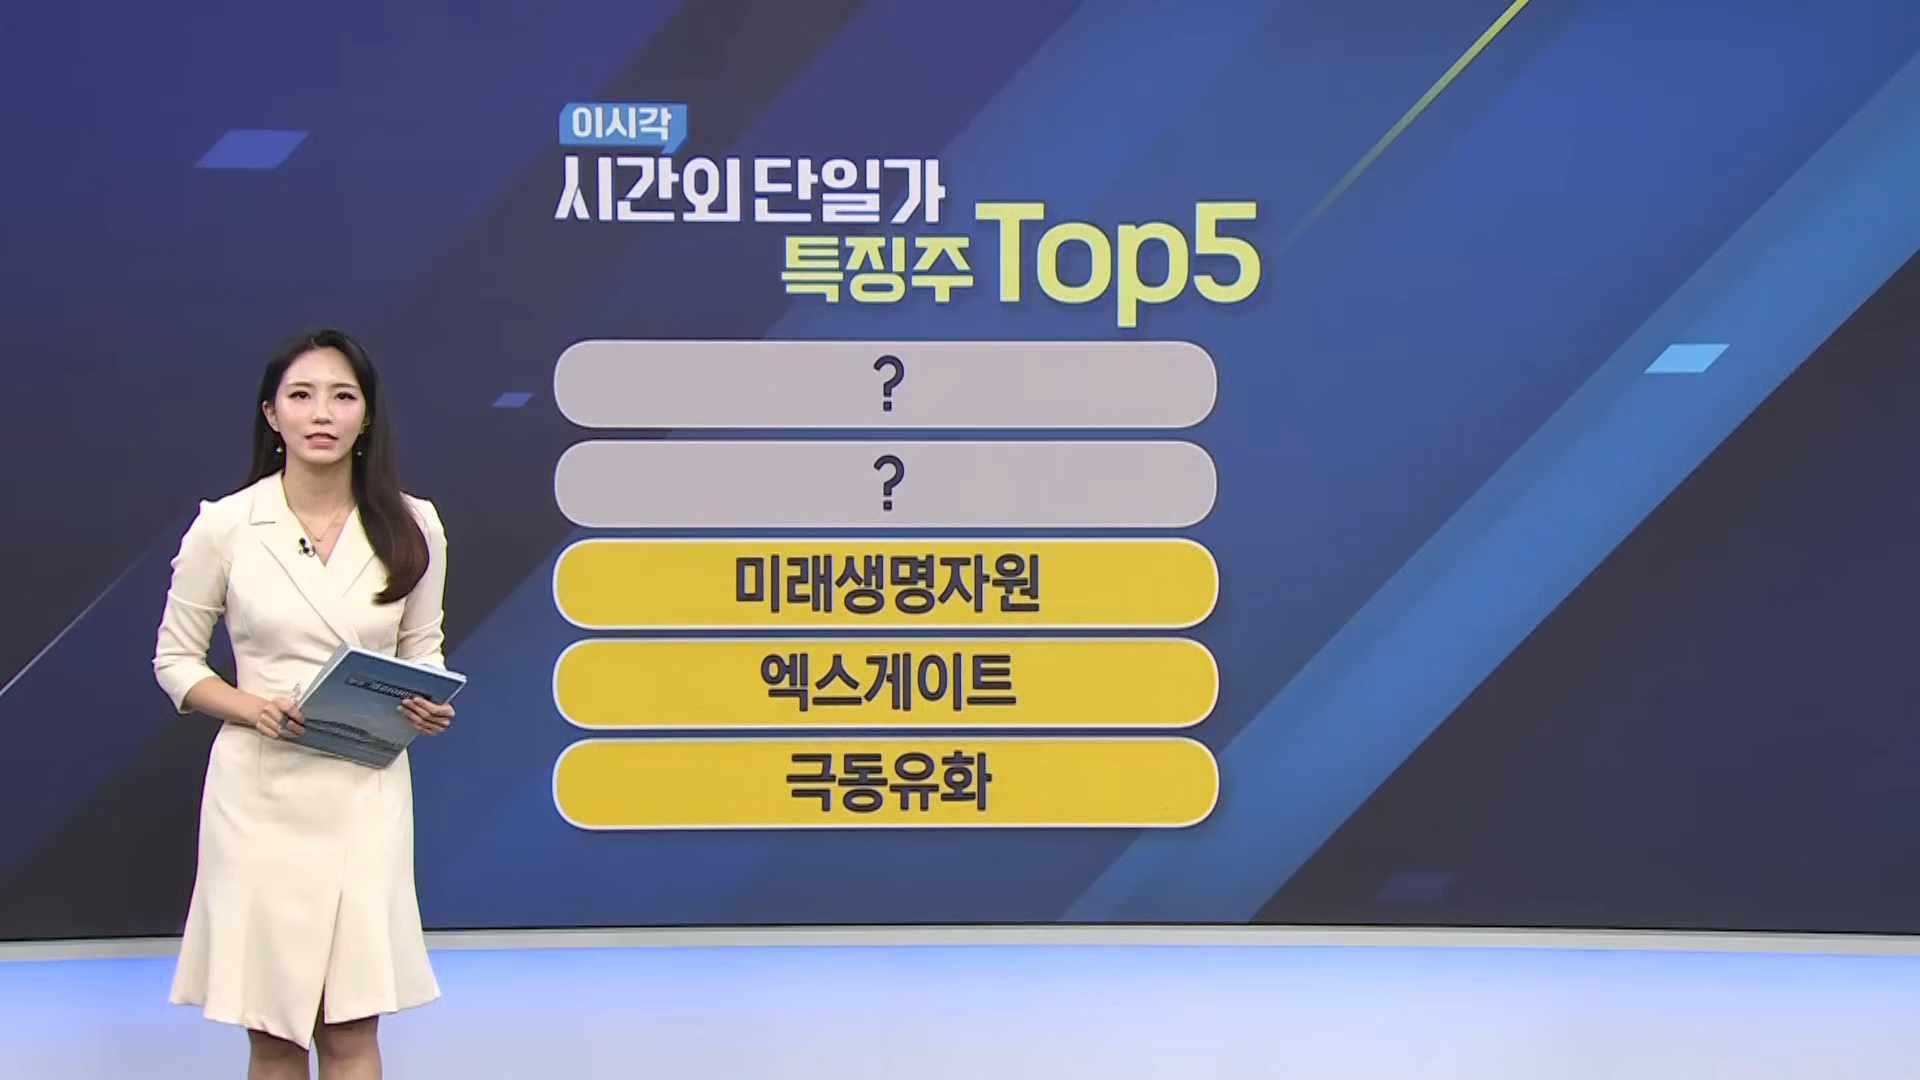 이시각
시간외 단일가
특징주 Top5
?
?
미래생명자원
엑스게이트
극동유화